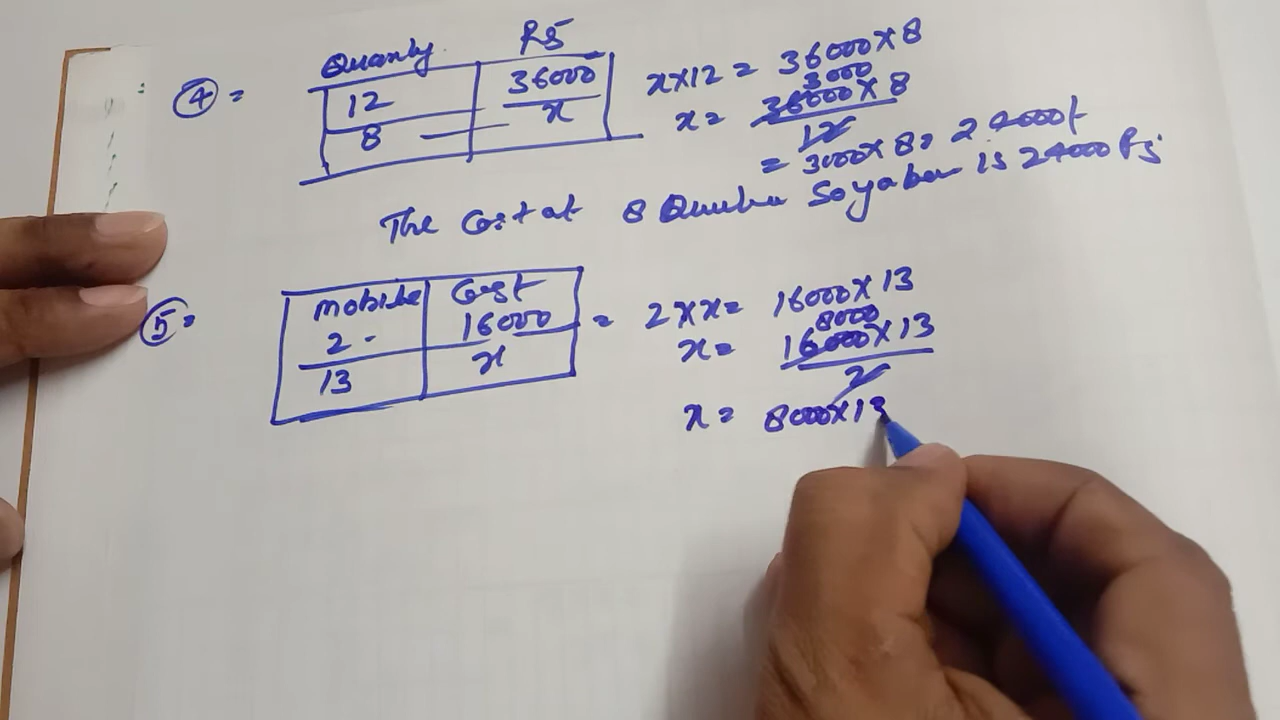 ④ =
Quanty Rs
12 36000
8 x
x×12 = 36000×8
3000
x = 36000×8
12
= 3000×8 = 24000/-
The Cost at 8 Soyaben is 24000 Rs
⑤ =
mobile Cost
2 16000
13 x
= 2×x = 16000×13
8000
x = 16000×13
2
x = 8000×13